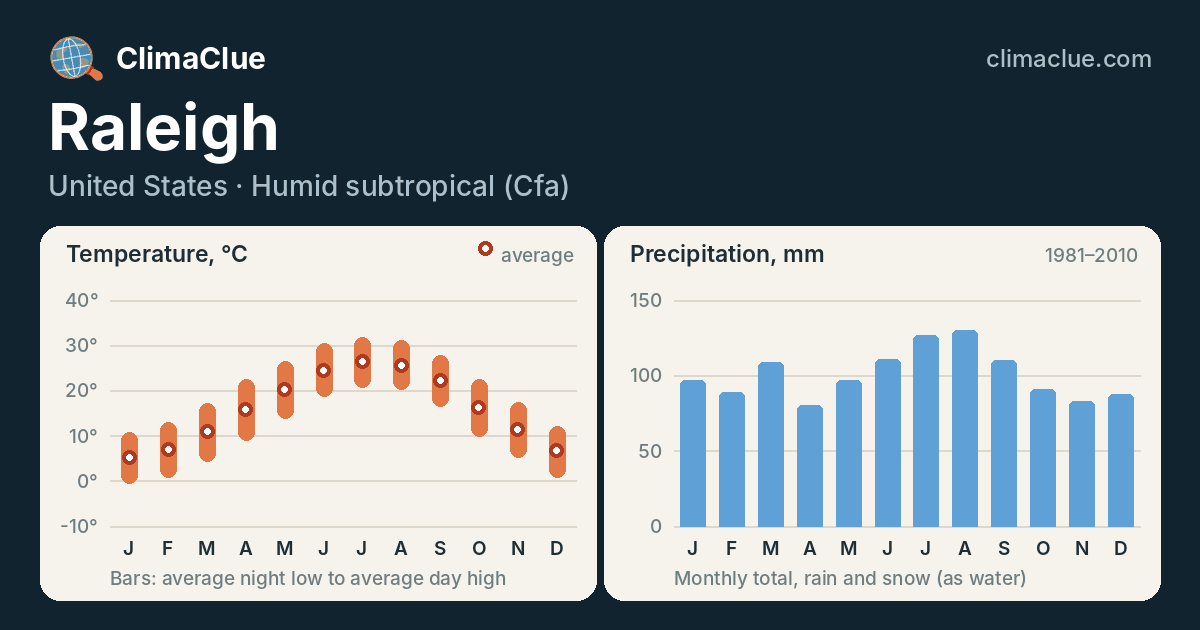 ClimaClue
climaclue.com
Raleigh
United States · Humid subtropical (Cfa)
Temperature, °C
average
40°
30°
20°
10°
0°
-10°
J F M A M J J A S O N D
Bars: average night low to average day high
Precipitation, mm
1981–2010
150
100
50
0
J F M A M J J A S O N D
Monthly total, rain and snow (as water)